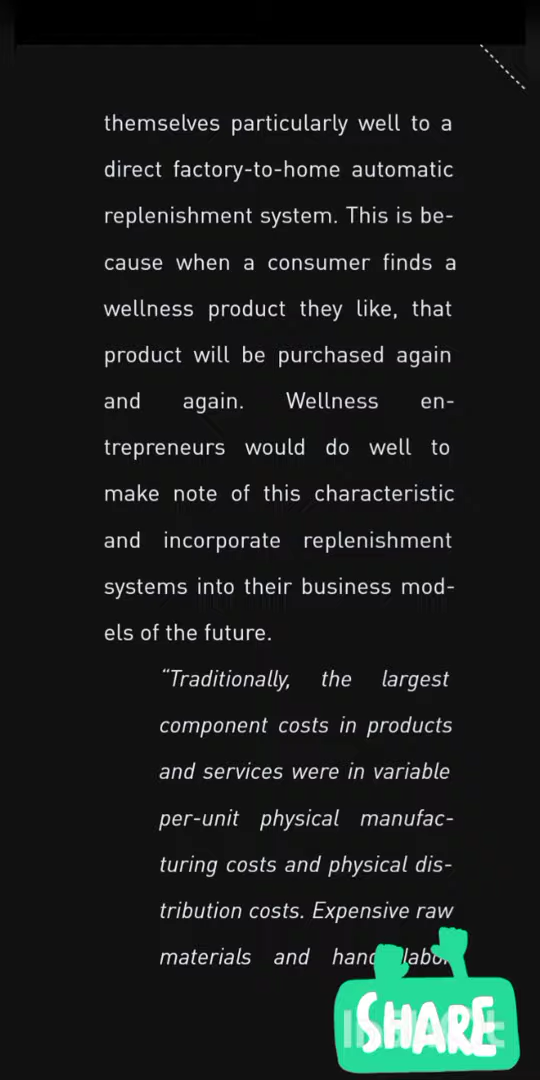 themselves particularly well to a
direct factory-to-home automatic
replenishment system. This is be-
cause when a consumer finds a
wellness product they like, that
product will be purchased again
and again. Wellness en-
trepreneurs would do well to
make note of this characteristic
and incorporate replenishment
systems into their business mod-
els of the future.
“Traditionally, the largest
component costs in products
and services were in variable
per-unit physical manufac-
turing costs and physical dis-
tribution costs. Expensive raw
materials and hand labor
SHARE